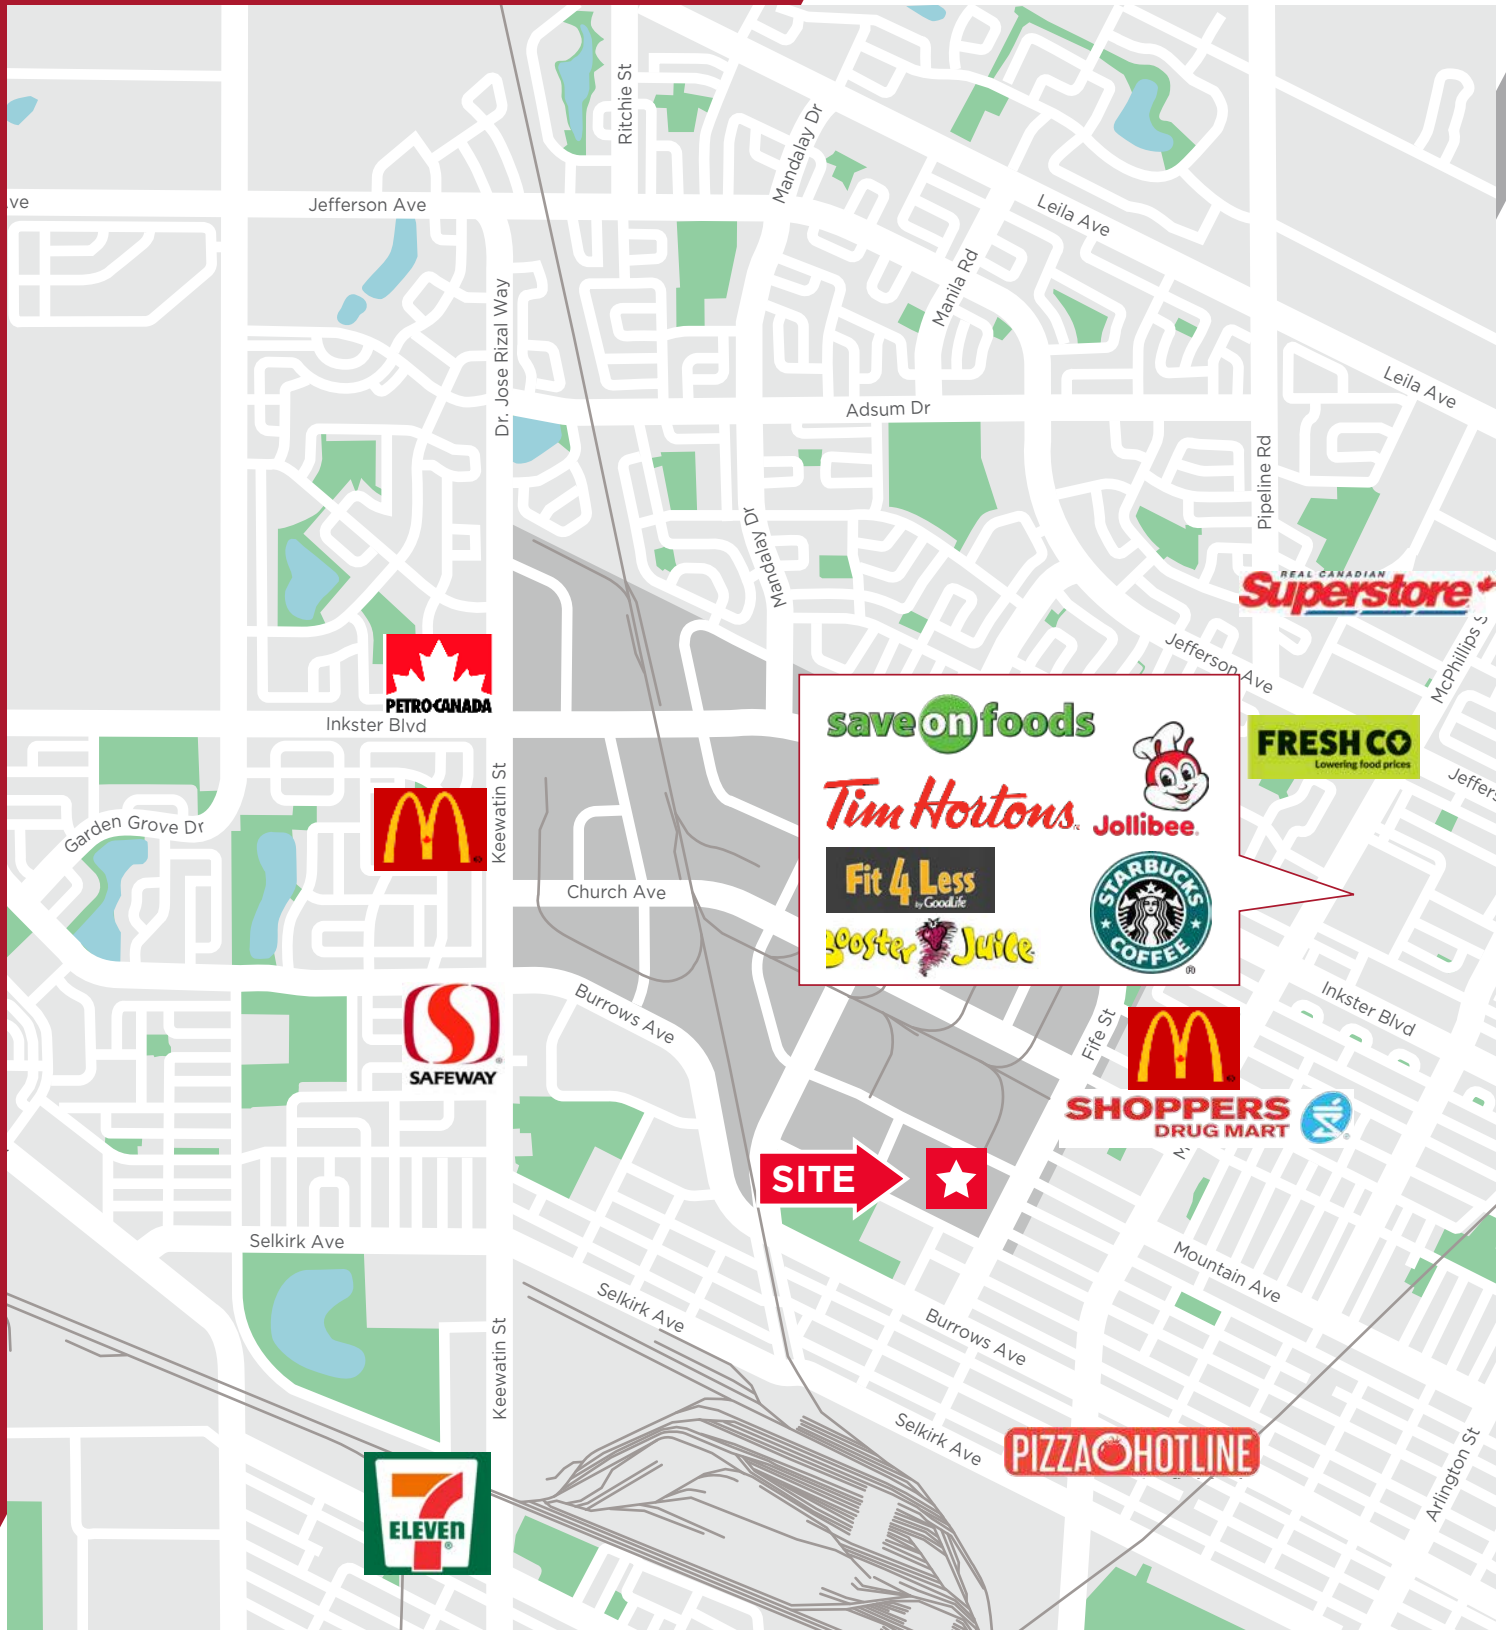 Ritchie St
Mandalay Dr
ve
Jefferson Ave
Leila Ave
Manila Rd
Dr. Jose Rizal Way
Leila Ave
Adsum Dr
Pipeline Rd
Mandalay Dr
REAL CANADIAN
Superstore
McPhillips S
Jefferson Ave
PETRO-CANADA
Inkster Blvd
save on foods
Jollibee
Tim Hortons
FRESHCO
Lowering food prices
Jeffers
Keewatin St
Garden Grove Dr
Church Ave
Fit 4 Less
by GoodLife
STARBUCKS
COFFEE
Booster Juice
Burrows Ave
Inkster Blvd
Fife St
SAFEWAY
SHOPPERS
DRUG MART
M
SITE
Selkirk Ave
Mountain Ave
Selkirk Ave
Burrows Ave
Keewatin St
Selkirk Ave
PIZZA HOTLINE
Arlington St
7
ELEVEn